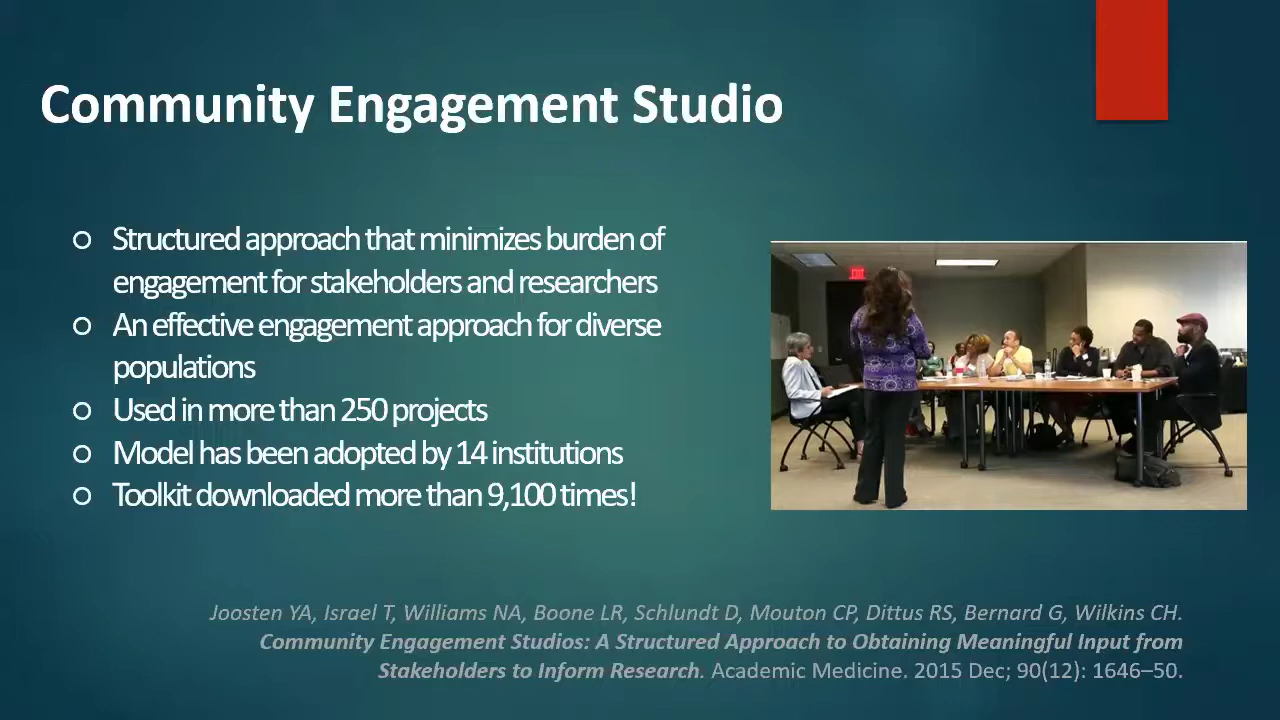 Community Engagement Studio
Structured approach that minimizes burden of
engagement for stakeholders and researchers
An effective engagement approach for diverse
populations
Used in more than 250 projects
Model has been adopted by 14 institutions
Toolkit downloaded more than 9,100 times!
Joosten YA, Israel T, Williams NA, Boone LR, Schlundt D, Mouton CP, Dittus RS, Bernard G, Wilkins CH.
Community Engagement Studios: A Structured Approach to Obtaining Meaningful Input from
Stakeholders to Inform Research. Academic Medicine. 2015 Dec; 90(12): 1646–50.